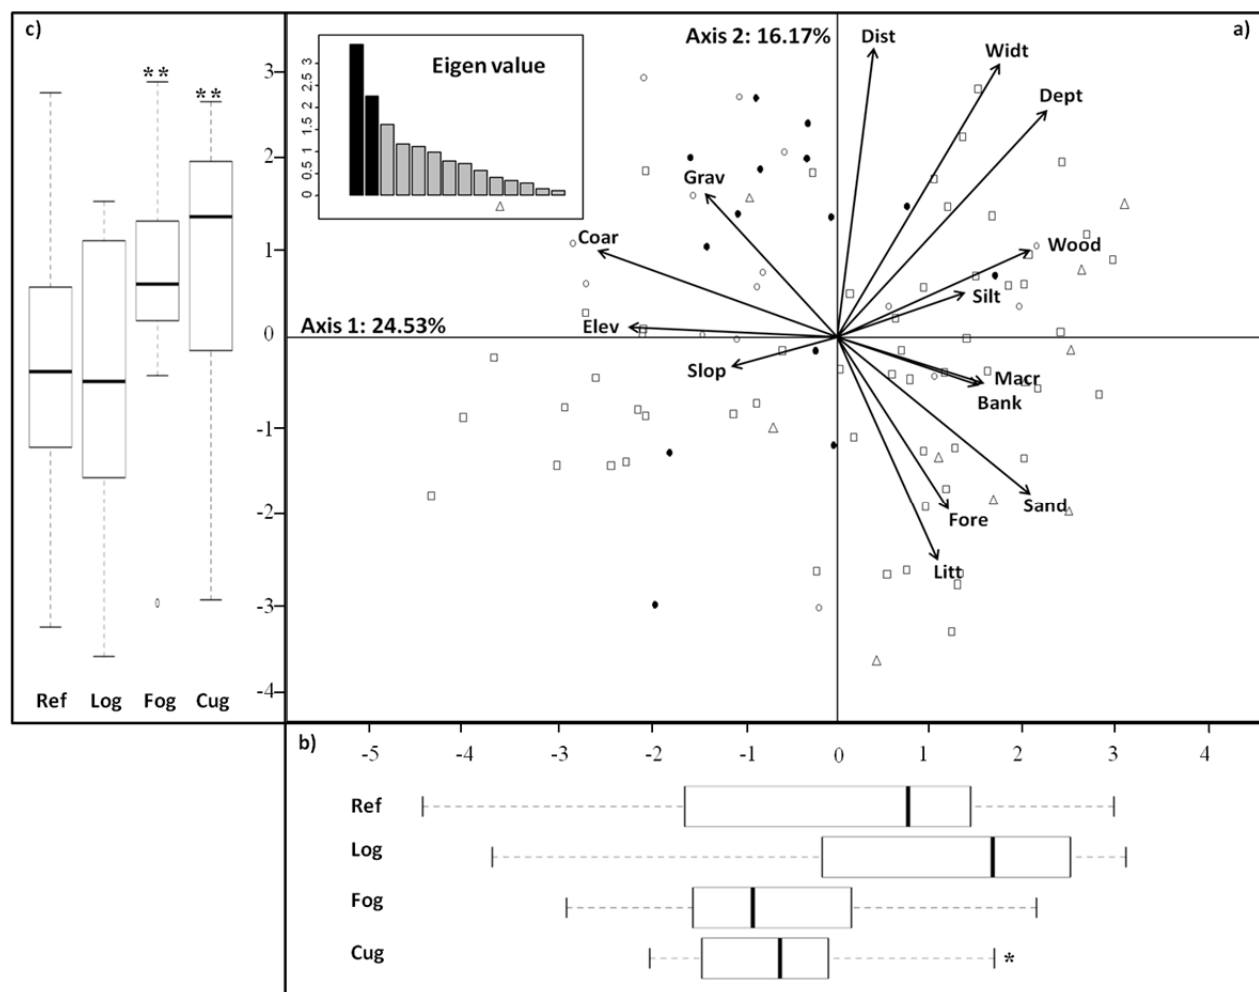 c)
a)
Axis 2: 16.17%
Dist
Widt
Dept
Eigen value
0 0.5 1 1.5 2 2.5 3
3
2
1
0
-1
-2
-3
-4
**
**
Grav
Coar
Wood
Silt
Axis 1: 24.53%
Elev
Slop
Macr
Bank
Sand
Fore
Litt
Ref Log Fog Cug
b)
-5 -4 -3 -2 -1 0 1 2 3 4
Ref
Log
Fog
Cug
*